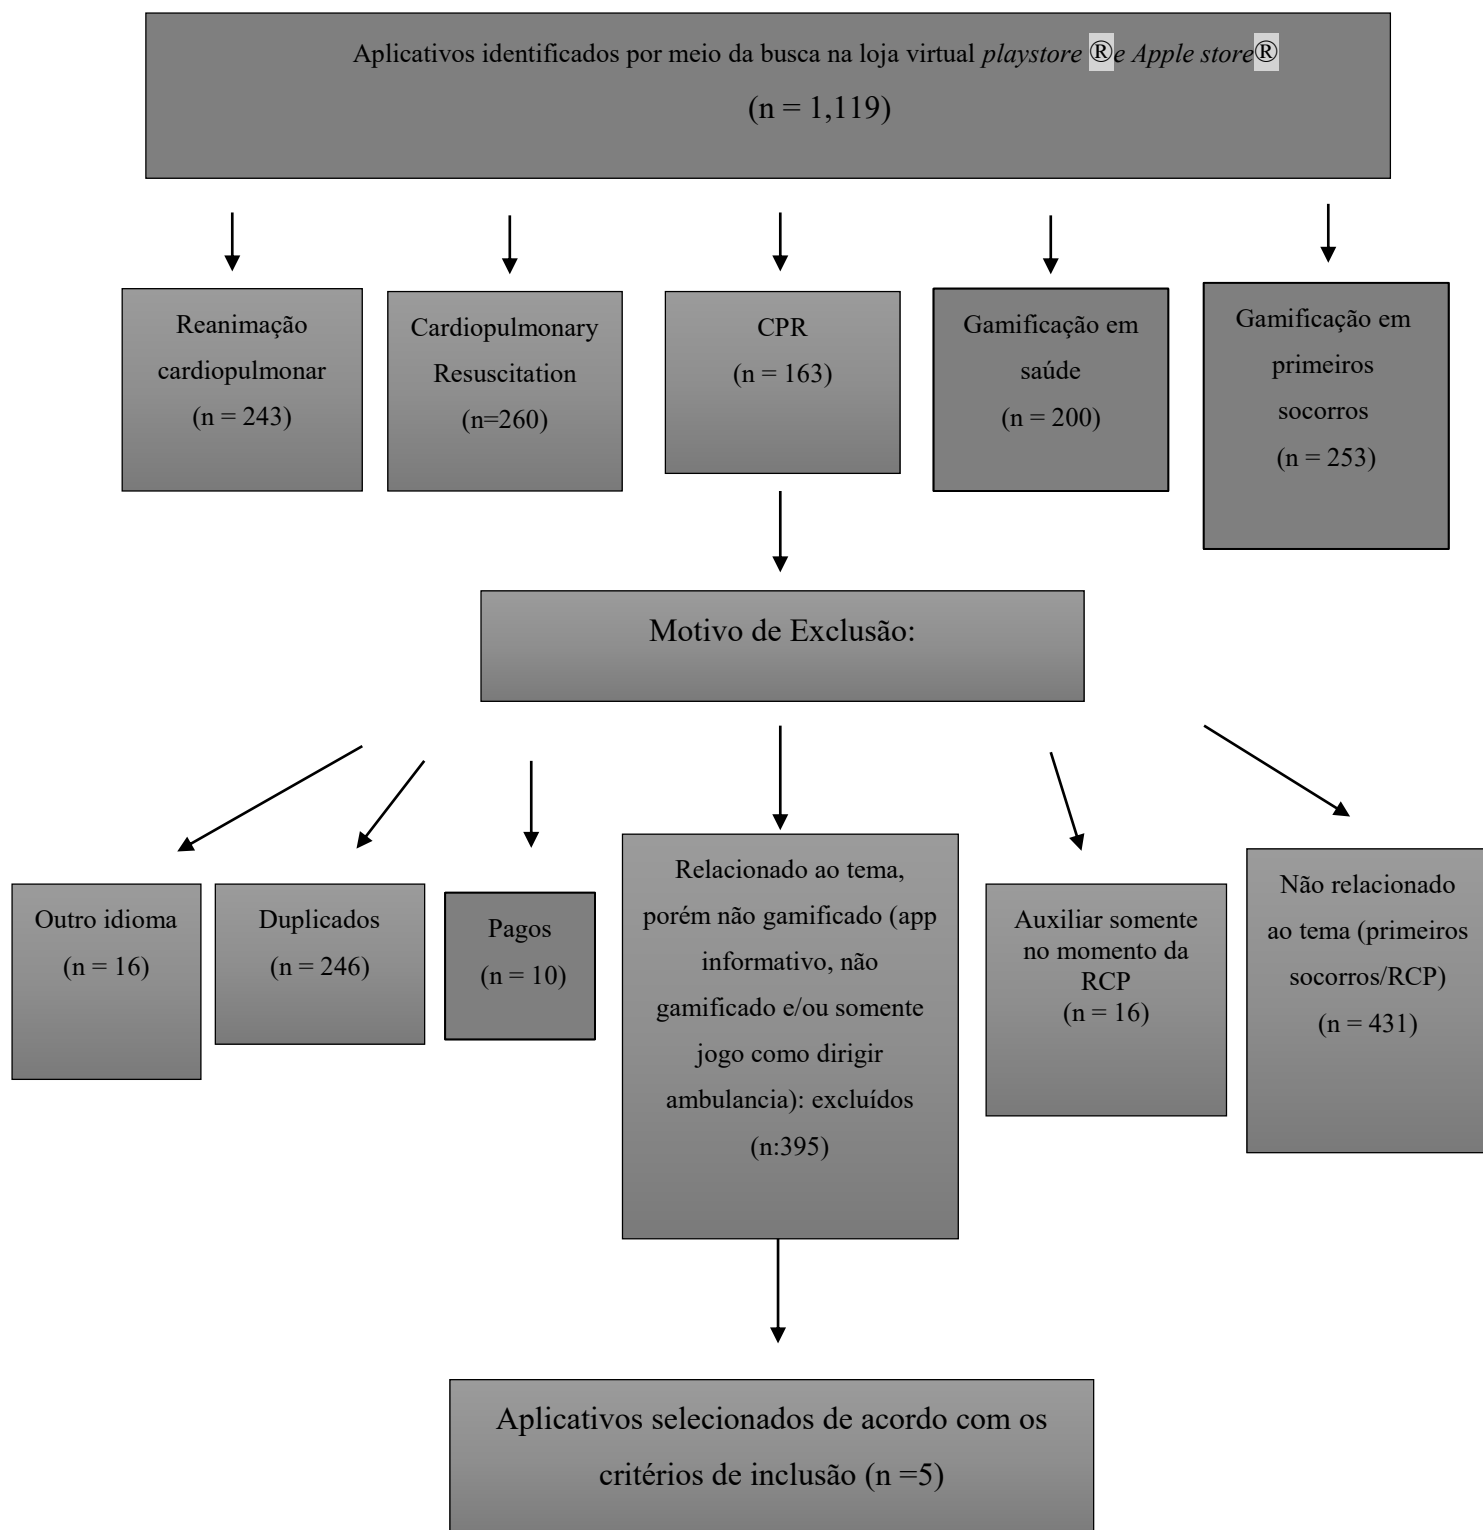 Aplicativos identificados por meio da busca na loja virtual playstore ®e Apple store®
(n = 1,119)
Reanimação
cardiopulmonar
(n = 243)
Cardiopulmonary
Resuscitation
(n=260)
CPR
(n = 163)
Gamificação em
saúde
(n = 200)
Gamificação em
primeiros
socorros
(n = 253)
Motivo de Exclusão:
Outro idioma
(n = 16)
Duplicados
(n = 246)
Pagos
(n = 10)
Relacionado ao tema,
porém não gamificado (app
informativo, não
gamificado e/ou somente
jogo como dirigir
ambulancia): excluídos
(n:395)
Auxiliar somente
no momento da
RCP
(n = 16)
Não relacionado
ao tema (primeiros
socorros/RCP)
(n = 431)
Aplicativos selecionados de acordo com os
critérios de inclusão (n =5)